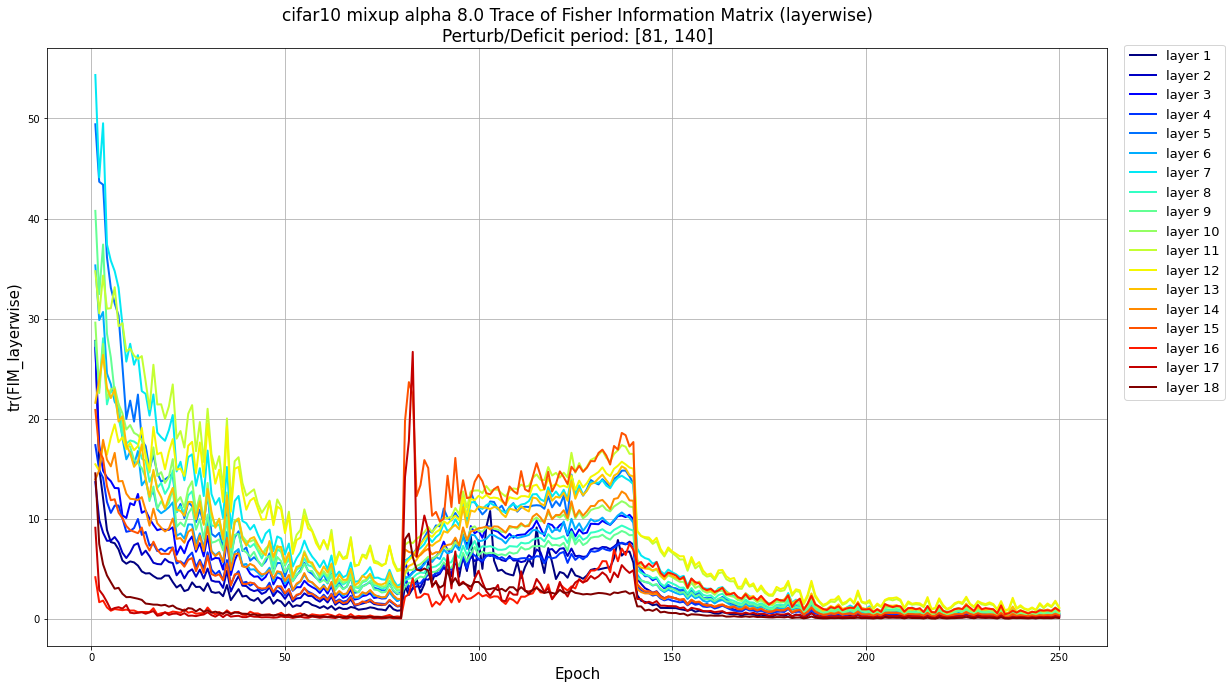 cifar10 mixup alpha 8.0 Trace of Fisher Information Matrix (layerwise)
Perturb/Deficit period: [81, 140]
tr(FIM_layerwise)
50
40
30
20
10
0
0
50
100
150
200
250
Epoch
layer 1
layer 2
layer 3
layer 4
layer 5
layer 6
layer 7
layer 8
layer 9
layer 10
layer 11
layer 12
layer 13
layer 14
layer 15
layer 16
layer 17
layer 18